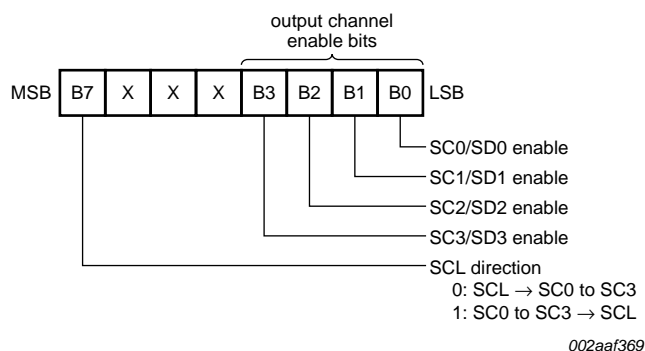 output channel
enable bits
MSB B7 X X X B3 B2 B1 B0 LSB
SC0/SD0 enable
SC1/SD1 enable
SC2/SD2 enable
SC3/SD3 enable
SCL direction
0: SCL → SC0 to SC3
1: SC0 to SC3 → SCL
002aaf369